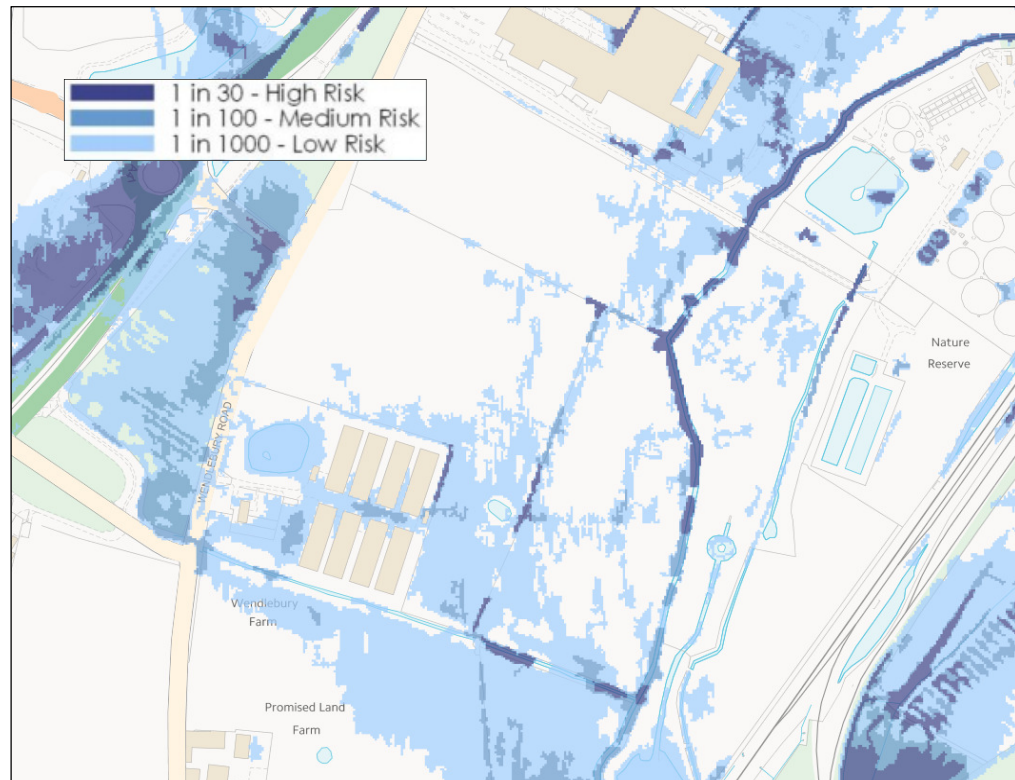 1 in 30 - High Risk
1 in 100 - Medium Risk
1 in 1000 - Low Risk
Nature
Reserve
WENDLEBURY ROAD
Wendlebury
Farm
Promised Land
Farm